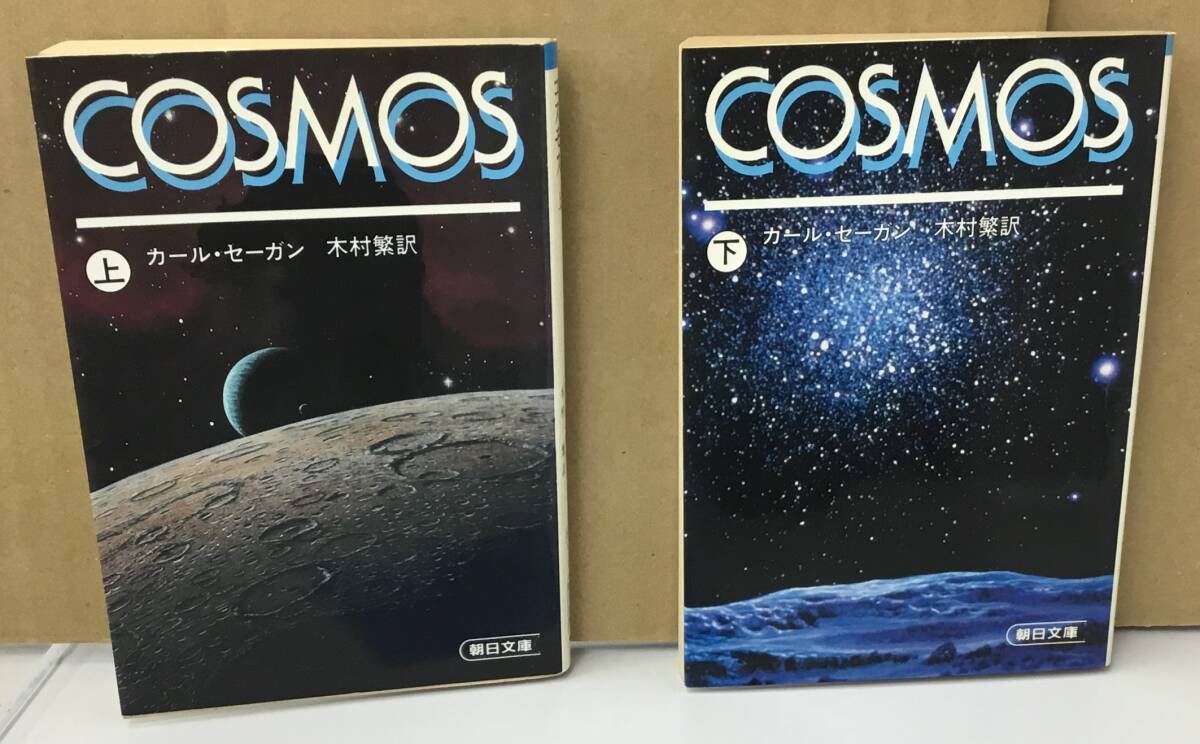 COSMOS
上 カール・セーガン 木村繁訳
朝日文庫
COSMOS
下 カール・セーガン 木村繁訳
朝日文庫